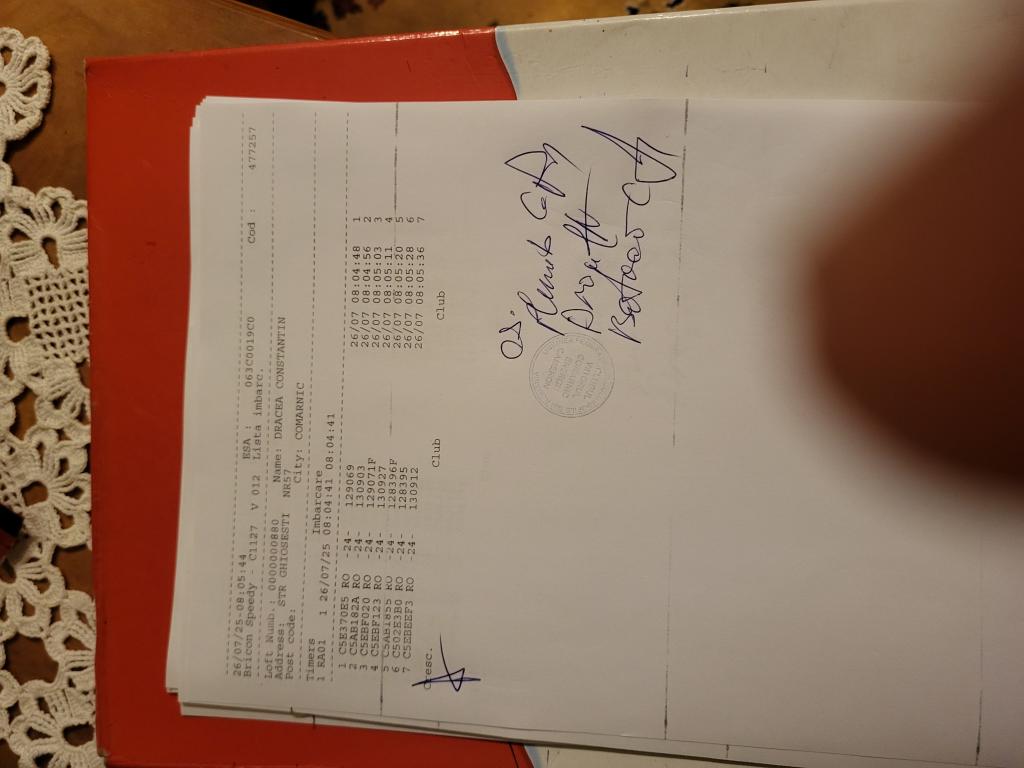 26/07/25-08:05:44
Bricon Speedy - C1127 V 012 ESA : 063C0019C0
Lista imbarc. Cod : 477257
--------------------------------------------------------------------------------
Loft Numb.: 0000000880 Name: DRACEA CONSTANTIN
Address: STR GHIOSESTI NR57
Post code: City: COMARNIC
--------------------------------------------------------------------------------
Timers Imbarcare
1 RA01 1 26/07/25 08:04:41 08:04:41
--------------------------------------------------------------------------------
1 C5E370E5 RO -24- 129069 26/07 08:04:48 1
2 C5AB182A RO -24- 130903 26/07 08:04:56 2
3 C5EBF020 RO -24- 129071F 26/07 08:05:03 3
4 C5EBF123 RO -24- 130927 26/07 08:05:11 4
5 C5AB1855 RO -24- 128396F 26/07 08:05:20 5
6 C502E3B0 RO -24- 128395 26/07 08:05:28 6
7 C5EBEEF3 RO -24- 130912 26/07 08:05:36 7
Cresc. Club Club